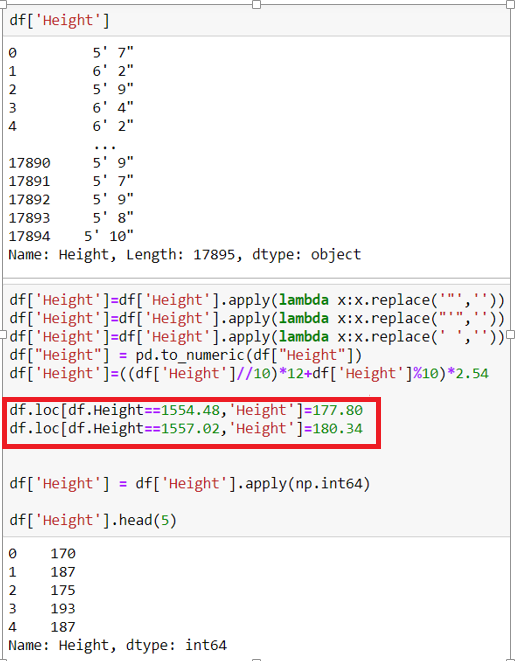 df['Height']
0 5' 7"
1 6' 2"
2 5' 9"
3 6' 4"
4 6' 2"
...
17890 5' 9"
17891 5' 7"
17892 5' 9"
17893 5' 8"
17894 5' 10"
Name: Height, Length: 17895, dtype: object
df['Height']=df['Height'].apply(lambda x:x.replace('"',''))
df['Height']=df['Height'].apply(lambda x:x.replace("'",''))
df['Height']=df['Height'].apply(lambda x:x.replace(' ',''))
df["Height"] = pd.to_numeric(df["Height"])
df['Height']=((df['Height']//10)*12+df['Height']%10)*2.54
df.loc[df.Height==1554.48,'Height']=177.80
df.loc[df.Height==1557.02,'Height']=180.34
df['Height'] = df['Height'].apply(np.int64)
df['Height'].head(5)
0 170
1 187
2 175
3 193
4 187
Name: Height, dtype: int64